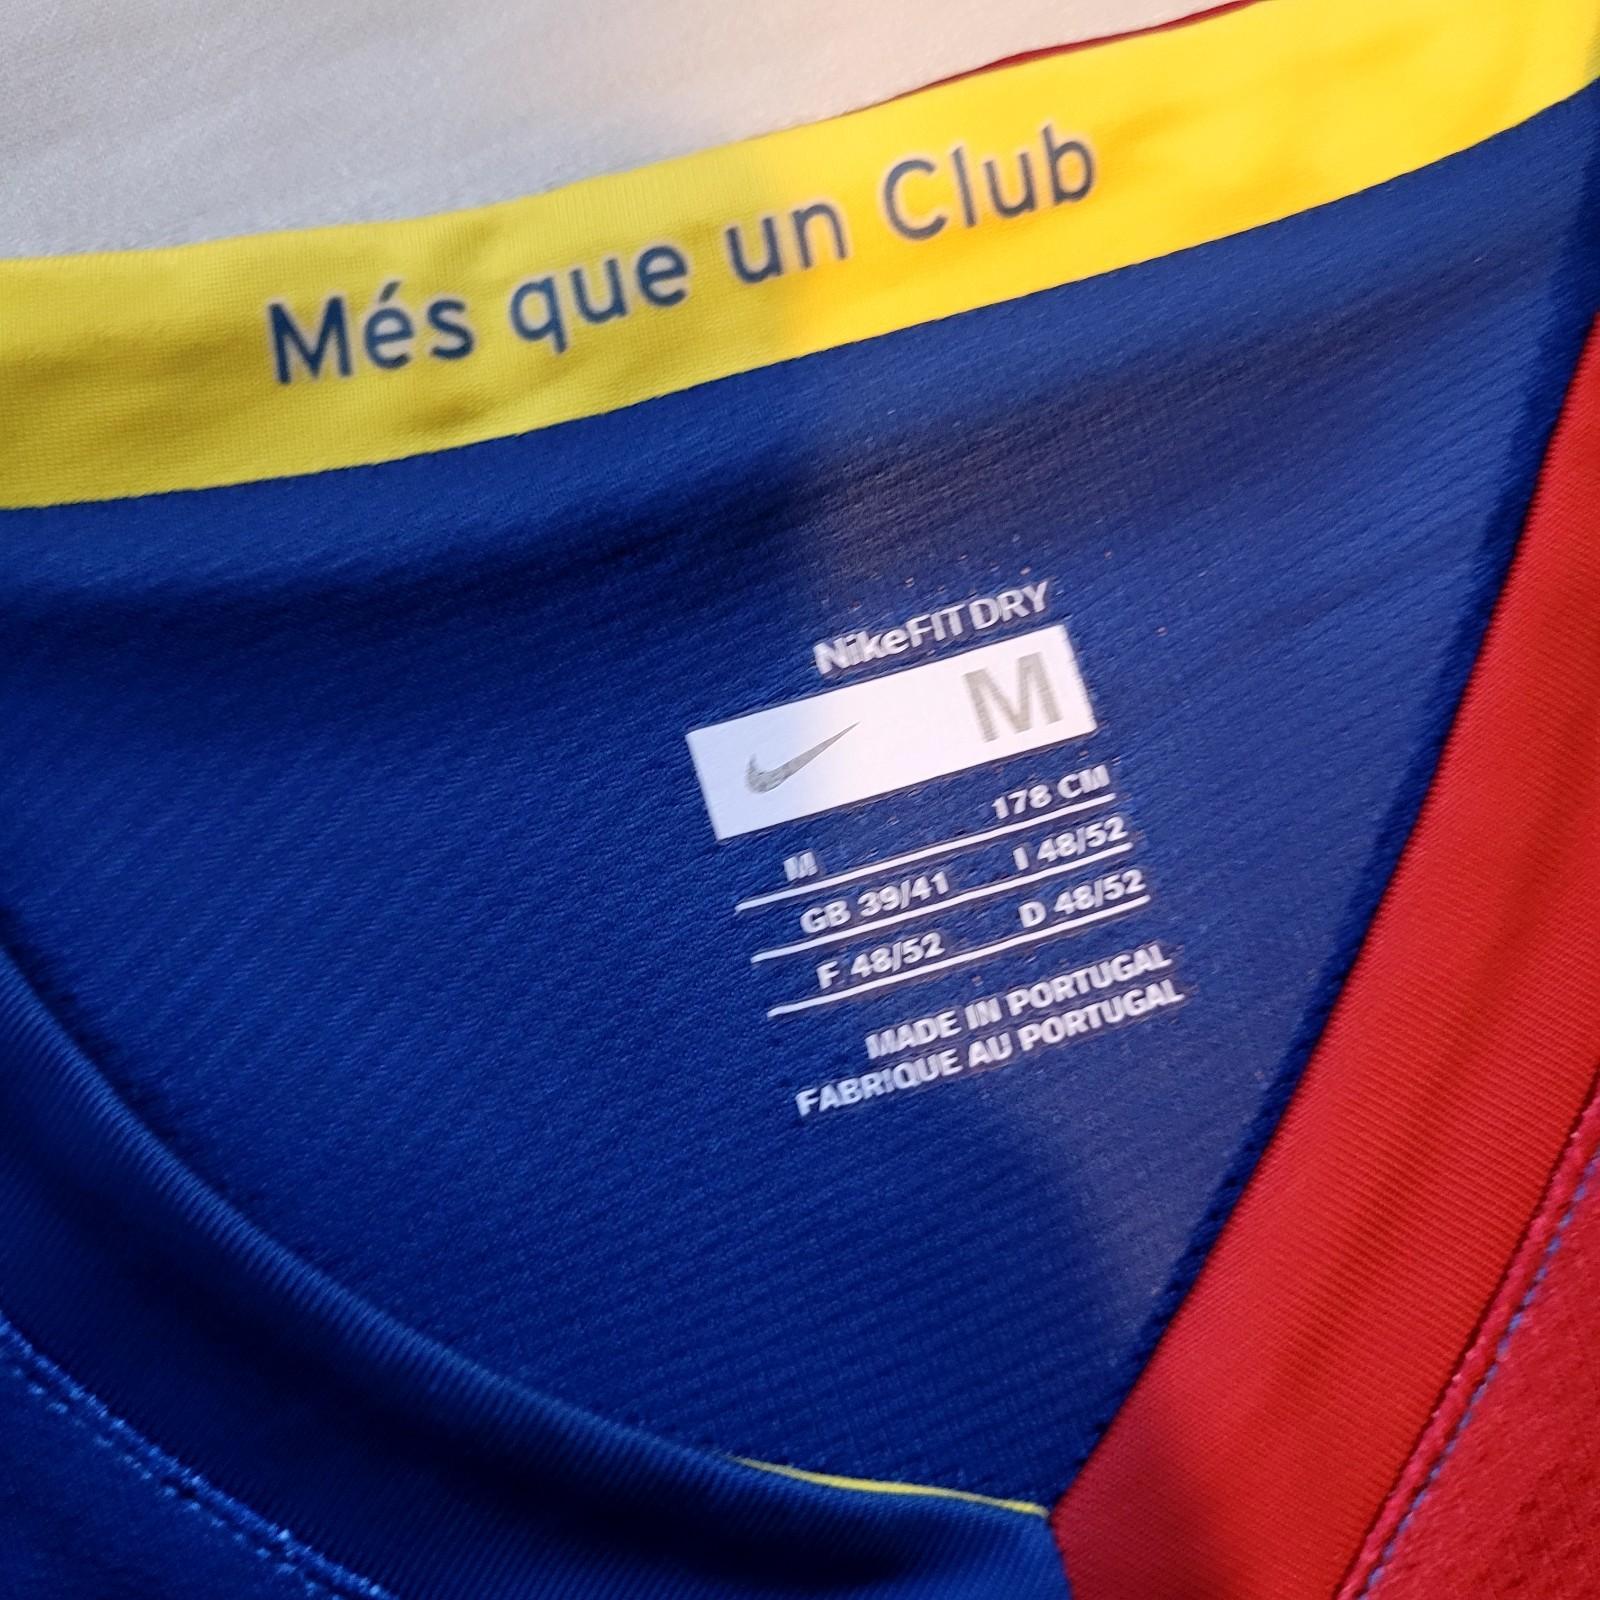 Més que un Club
NikeFIT DRY
M
M 178 CM
GB 39/41 I 48/52
F 48/52 D 48/52
MADE IN PORTUGAL
FABRIQUE AU PORTUGAL